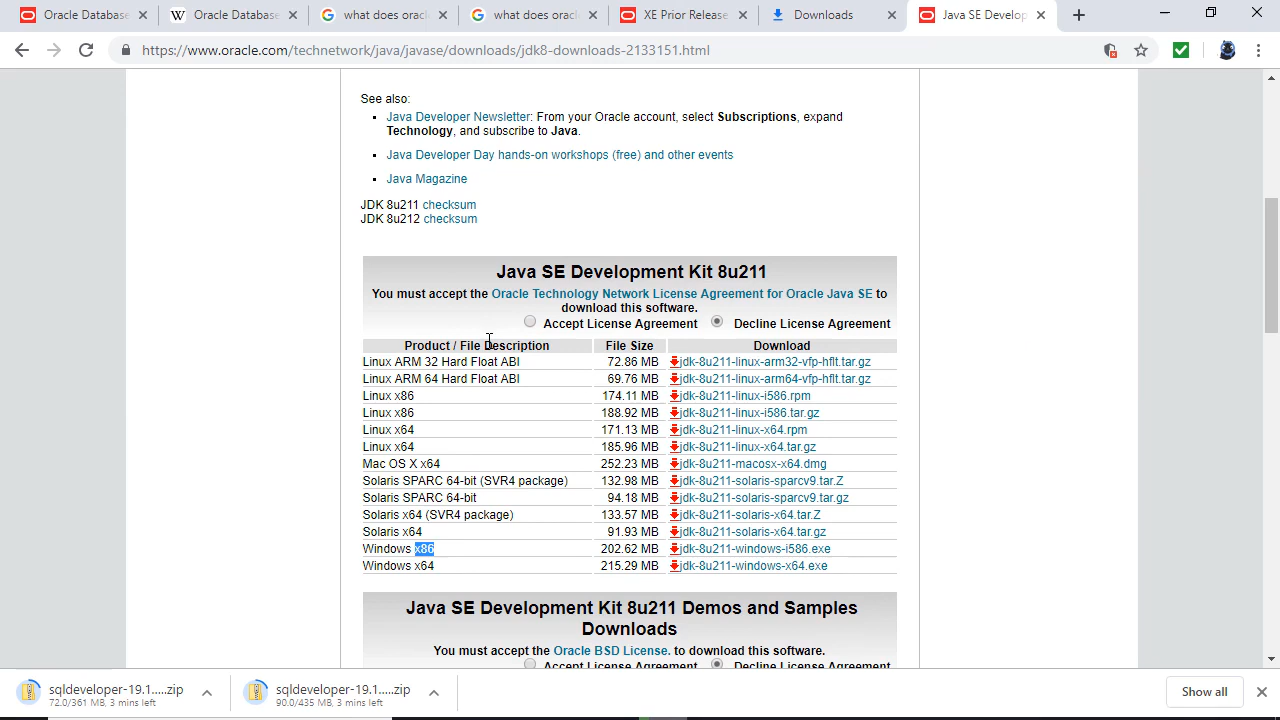 Oracle Database
Oracle Database
what does oracl
what does oracl
XE Prior Release
Downloads
Java SE Develop
https://www.oracle.com/technetwork/java/javase/downloads/jdk8-downloads-2133151.html
See also:
Java Developer Newsletter: From your Oracle account, select Subscriptions, expand
Technology, and subscribe to Java.
Java Developer Day hands-on workshops (free) and other events
Java Magazine
JDK 8u211 checksum
JDK 8u212 checksum
Java SE Development Kit 8u211
You must accept the Oracle Technology Network License Agreement for Oracle Java SE to
download this software.
Accept License Agreement Decline License Agreement
Product / File Description File Size Download
Linux ARM 32 Hard Float ABI 72.86 MB jdk-8u211-linux-arm32-vfp-hflt.tar.gz
Linux ARM 64 Hard Float ABI 69.76 MB jdk-8u211-linux-arm64-vfp-hflt.tar.gz
Linux x86 174.11 MB jdk-8u211-linux-i586.rpm
Linux x86 188.92 MB jdk-8u211-linux-i586.tar.gz
Linux x64 171.13 MB jdk-8u211-linux-x64.rpm
Linux x64 185.96 MB jdk-8u211-linux-x64.tar.gz
Mac OS X x64 252.23 MB jdk-8u211-macosx-x64.dmg
Solaris SPARC 64-bit (SVR4 package) 132.98 MB jdk-8u211-solaris-sparcv9.tar.Z
Solaris SPARC 64-bit 94.18 MB jdk-8u211-solaris-sparcv9.tar.gz
Solaris x64 (SVR4 package) 133.57 MB jdk-8u211-solaris-x64.tar.Z
Solaris x64 91.93 MB jdk-8u211-solaris-x64.tar.gz
Windows x86 202.62 MB jdk-8u211-windows-i586.exe
Windows x64 215.29 MB jdk-8u211-windows-x64.exe
Java SE Development Kit 8u211 Demos and Samples
Downloads
You must accept the Oracle BSD License. to download this software.
Accept License Agreement Decline License Agreement
sqldeveloper-19.1.....zip
72.0/361 MB, 3 mins left
sqldeveloper-19.1.....zip
90.0/435 MB, 3 mins left
Show all